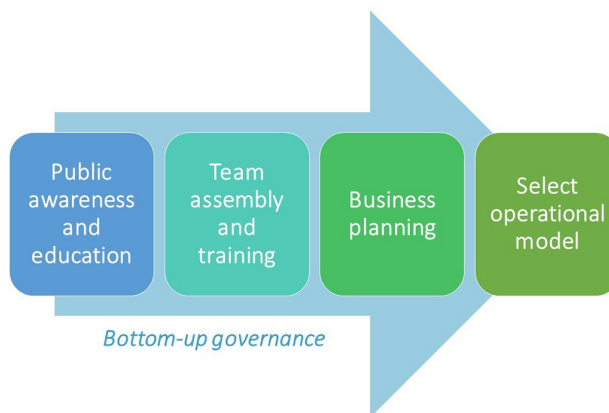 Public
awareness
and
education
Team
assembly
and
training
Business
planning
Select
operational
model
Bottom-up governance